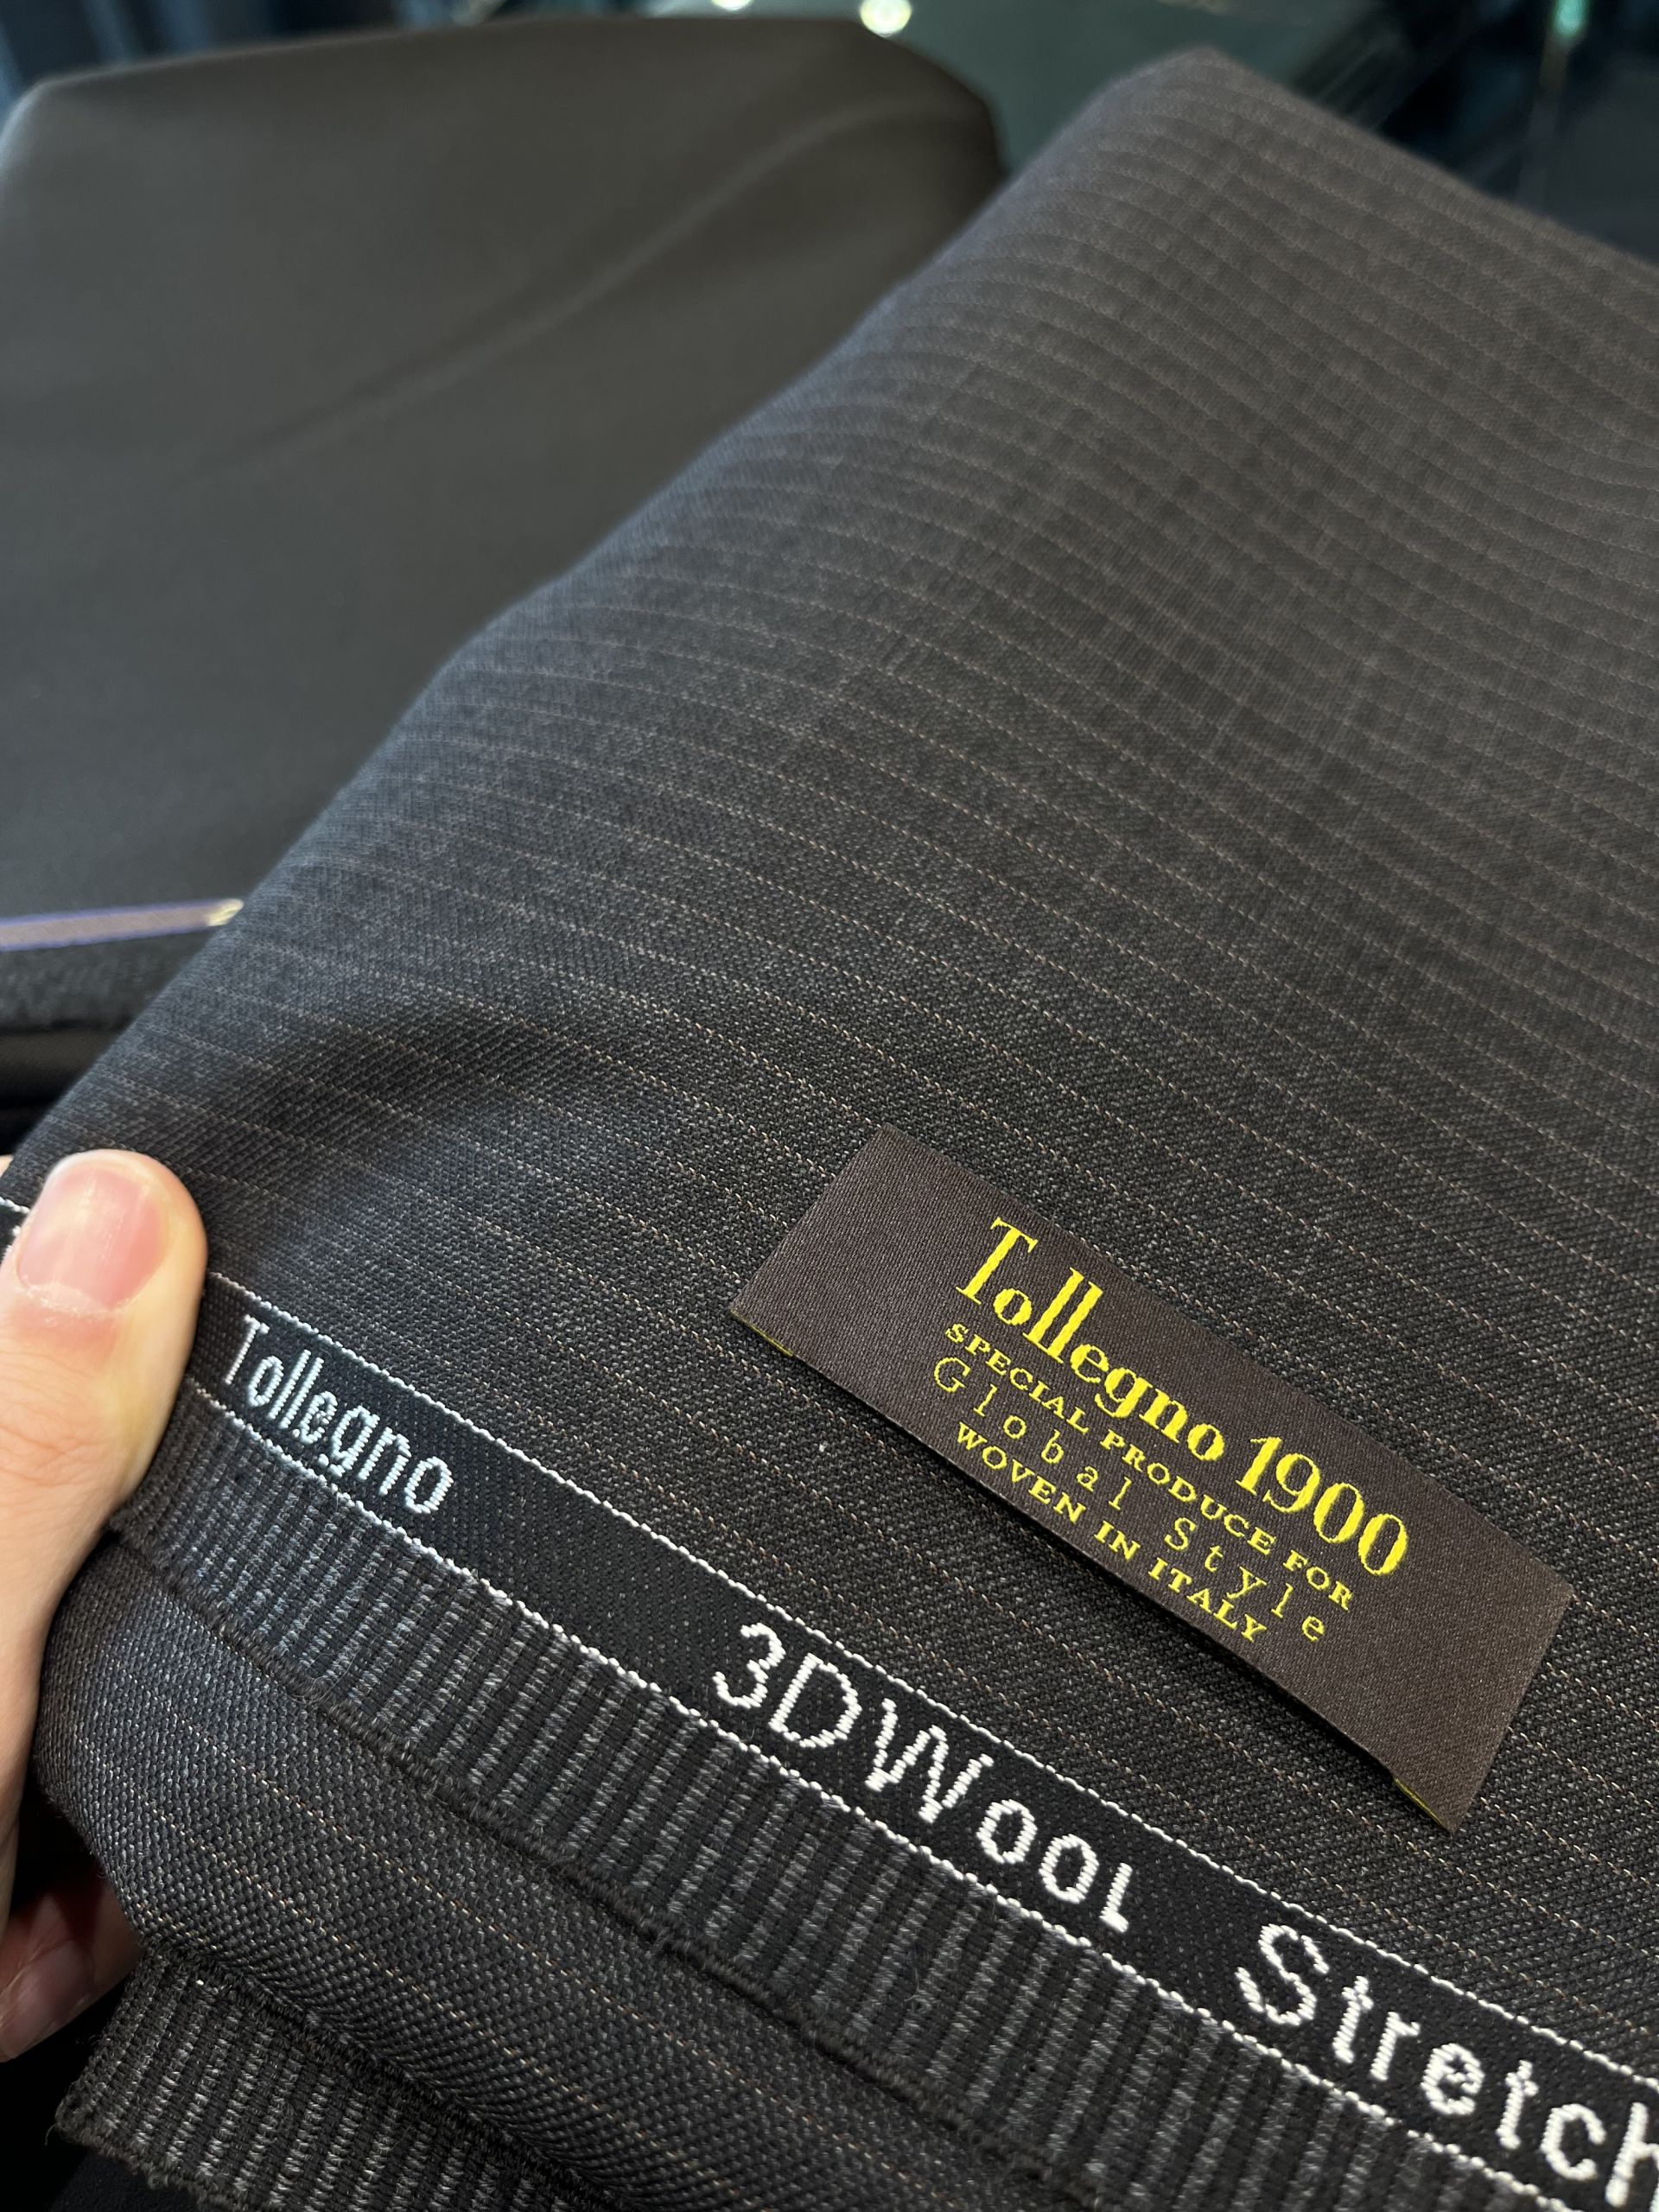 Tollegno 1900
SPECIAL PRODUCE FOR
Global Style
WOVEN IN ITALY
Tollegno 3DWool Stretch